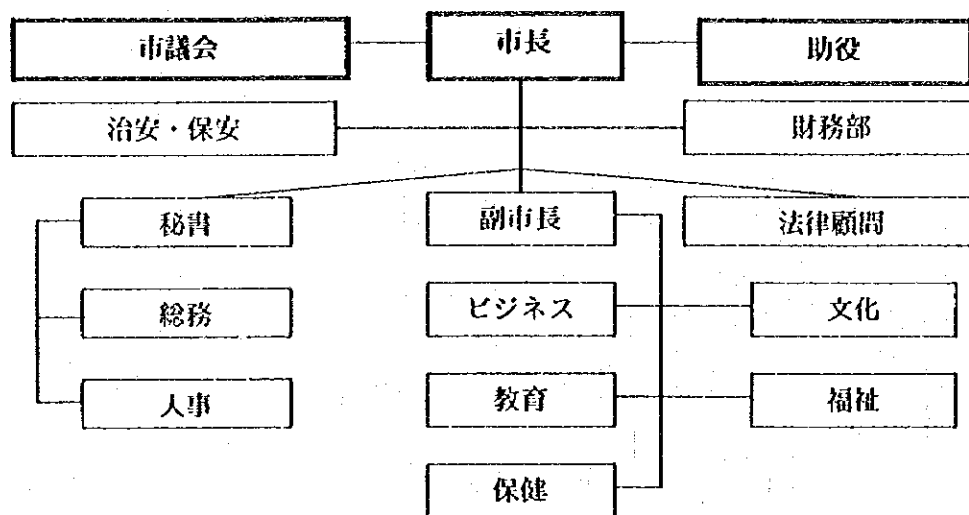 市議会
市長
助役
治安・保安
財務部
秘書
副市長
法律顧問
総務
ビジネス
文化
人事
教育
福祉
保健